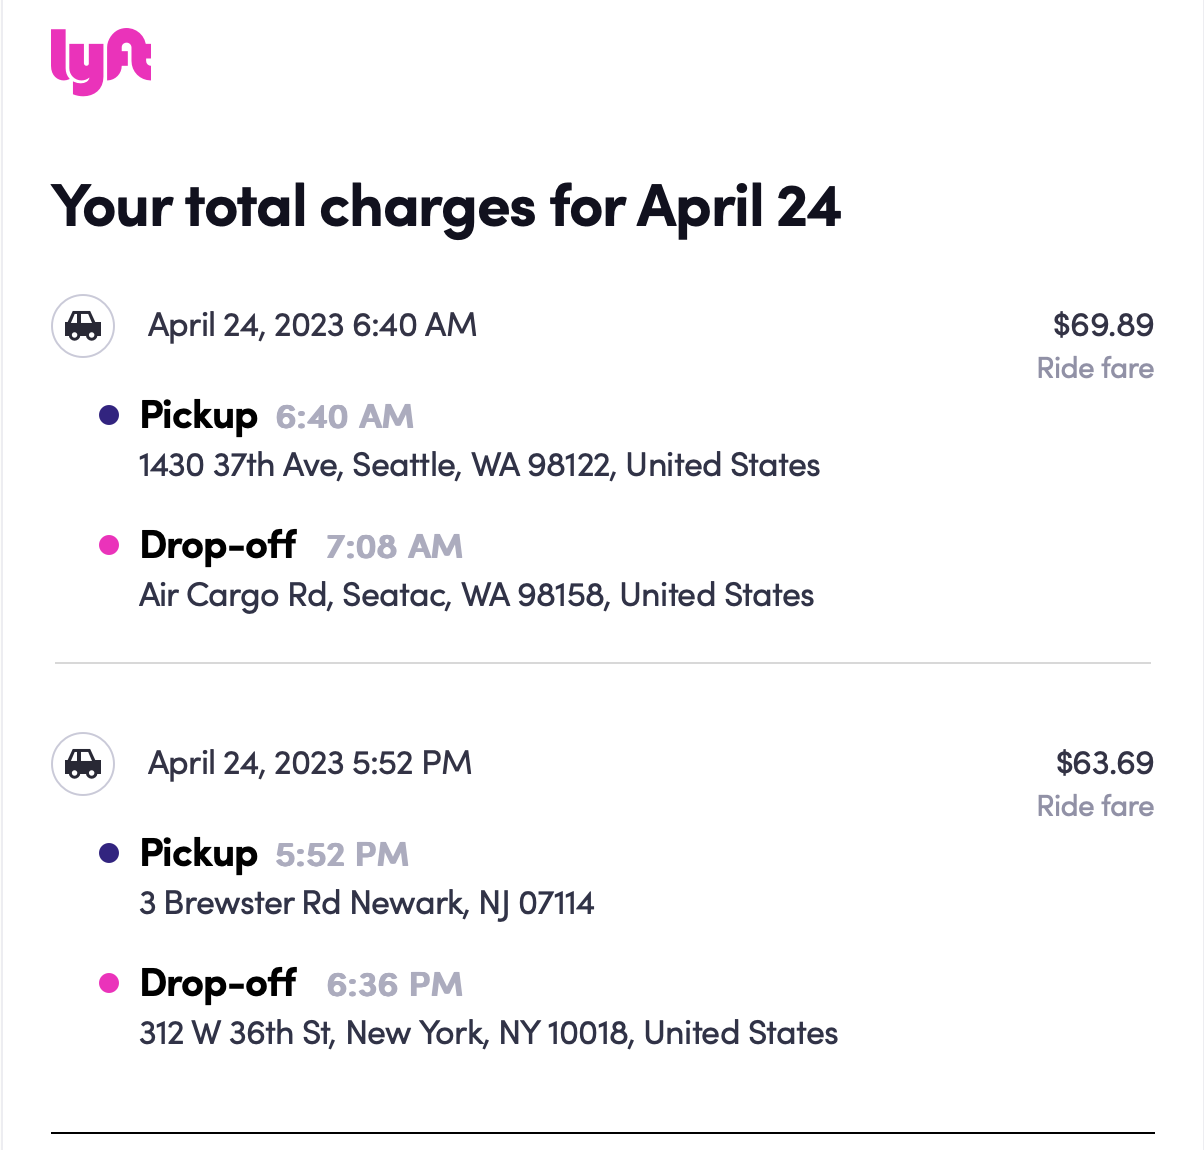 lyft
Your total charges for April 24
April 24, 2023 6:40 AM $69.89
Ride fare
Pickup 6:40 AM
1430 37th Ave, Seattle, WA 98122, United States
Drop-off 7:08 AM
Air Cargo Rd, Seatac, WA 98158, United States
April 24, 2023 5:52 PM $63.69
Ride fare
Pickup 5:52 PM
3 Brewster Rd Newark, NJ 07114
Drop-off 6:36 PM
312 W 36th St, New York, NY 10018, United States